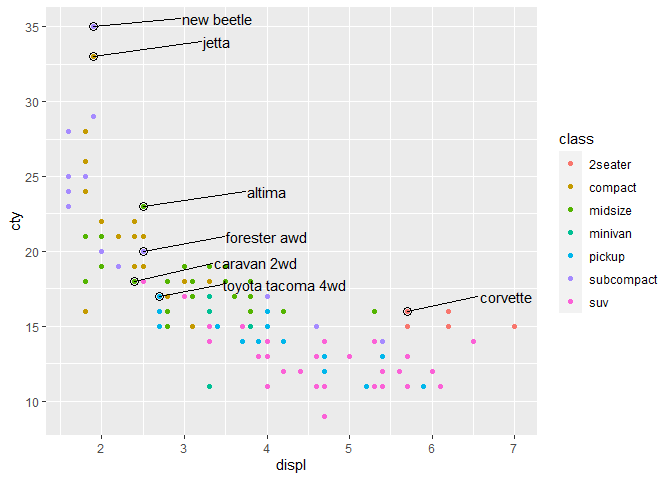 new beetle
jetta
altima
forester awd
caravan 2wd
toyota tacoma 4wd
corvette
35
30
25
20
15
10
cty
2
3
4
5
6
7
displ
class
2seater
compact
midsize
minivan
pickup
subcompact
suv